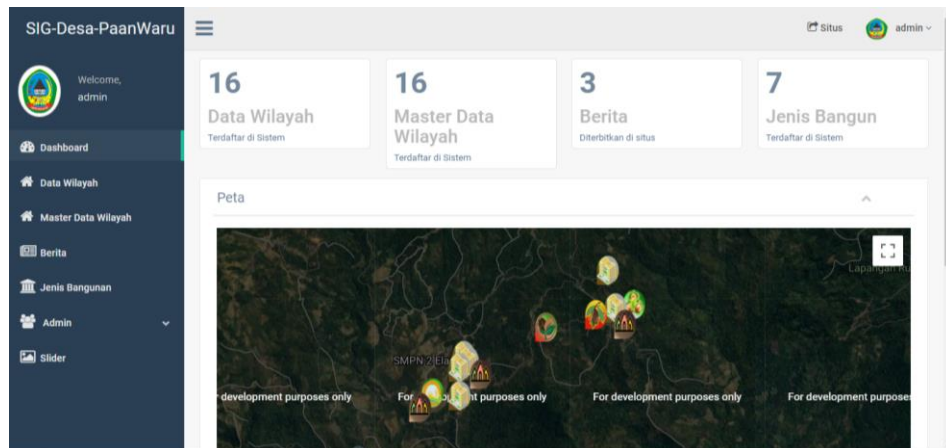 SIG-Desa-PaanWaru
Situs
admin
Welcome,
admin
Dashboard
Data Wilayah
Master Data Wilayah
Berita
Jenis Bangunan
Admin
Slider
16
Data Wilayah
Terdaftar di Sistem
16
Master Data
Wilayah
Terdaftar di Sistem
3
Berita
Diterbitkan di situs
7
Jenis Bangun
Terdaftar di Sistem
Peta
Lapangan
SMPN 2
development purposes only
For purposes only
For development purposes only
For development